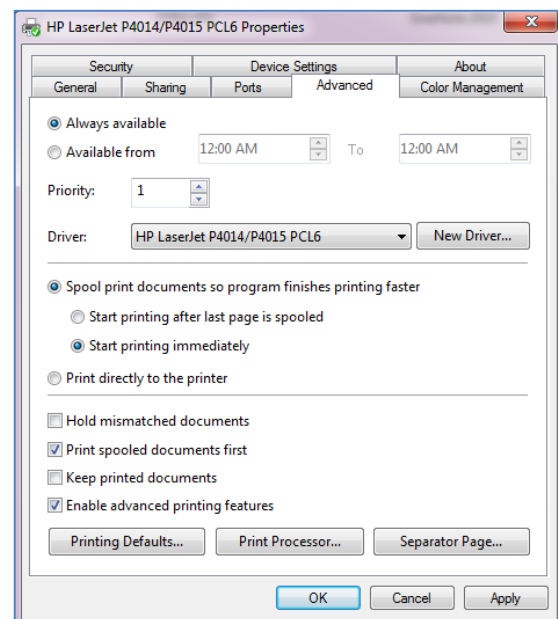 HP LaserJet P4014/P4015 PCL6 Properties
x
Security Device Settings About
General Sharing Ports Advanced Color Management
Always available
Available from 12:00 AM To 12:00 AM
Priority: 1
Driver: HP LaserJet P4014/P4015 PCL6 New Driver...
Spool print documents so program finishes printing faster
Start printing after last page is spooled
Start printing immediately
Print directly to the printer
Hold mismatched documents
Print spooled documents first
Keep printed documents
Enable advanced printing features
Printing Defaults... Print Processor... Separator Page...
OK Cancel Apply